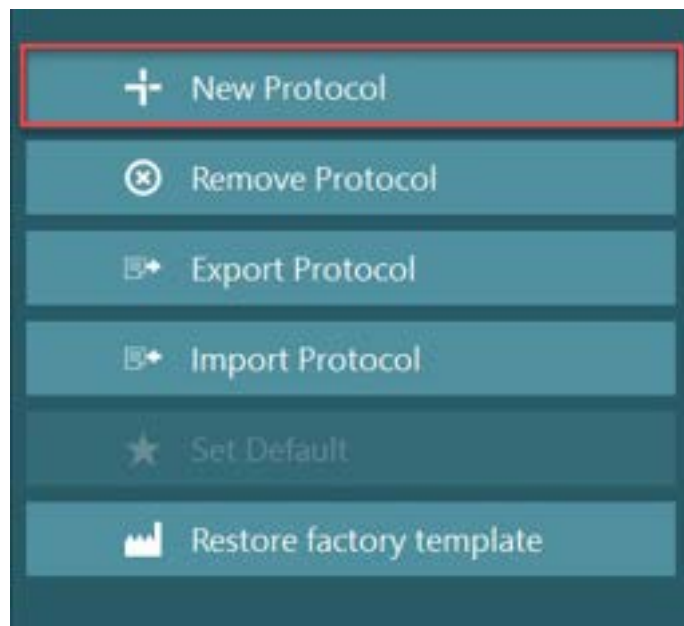 New Protocol
Remove Protocol
Export Protocol
Import Protocol
Set Default
Restore factory template